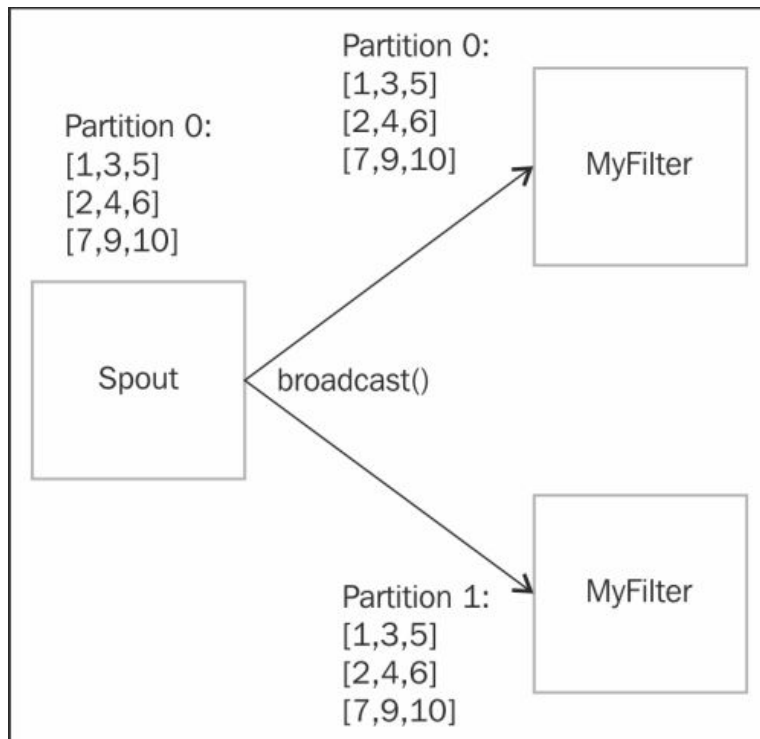 Partition 0:
[1,3,5]
[2,4,6]
[7,9,10]
Partition 0:
[1,3,5]
[2,4,6]
[7,9,10]
MyFilter
Spout
broadcast()
Partition 1:
[1,3,5]
[2,4,6]
[7,9,10]
MyFilter